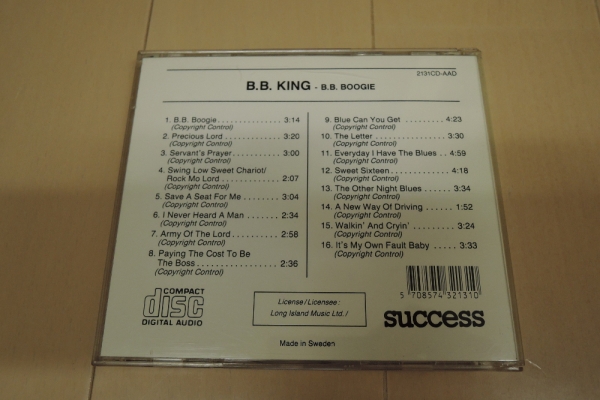 2131CD-AAD
B.B. KING - B.B. BOOGIE
1. B.B. Boogie . . . . . . . . . . . . 3:14
(Copyright Control)
2. Precious Lord . . . . . . . . . . . 3:20
(Copyright Control)
3. Servant's Prayer . . . . . . . . . 3:00
(Copyright Control)
4. Swing Low Sweet Chariot/
Rock Mo Lord . . . . . . . . . . . . 2:07
(Copyright Control)
5. Save A Seat For Me . . . . . . . 3:04
(Copyright Control)
6. I Never Heard A Man . . . . . 2:34
(Copyright Control)
7. Army Of The Lord . . . . . . . . 2:58
(Copyright Control)
8. Paying The Cost To Be
The Boss . . . . . . . . . . . . . . . . 2:36
(Copyright Control)
9. Blue Can You Get . . . . . . . . 4:23
(Copyright Control)
10. The Letter . . . . . . . . . . . . . . 3:30
(Copyright Control)
11. Everyday I Have The Blues . . 4:59
(Copyright Control)
12. Sweet Sixteen . . . . . . . . . . . 4:18
(Copyright Control)
13. The Other Night Blues . . . . . 3:34
(Copyright Control)
14. A New Way Of Driving . . . . . . 1:52
(Copyright Control)
15. Walkin' And Cryin' . . . . . . . . 3:24
(Copyright Control)
16. It's My Own Fault Baby . . . . . 3:33
(Copyright Control)
COMPACT
disc
DIGITAL AUDIO
License/Licensee:
Long Island Music Ltd./
5 708574 321310
success
Made in Sweden